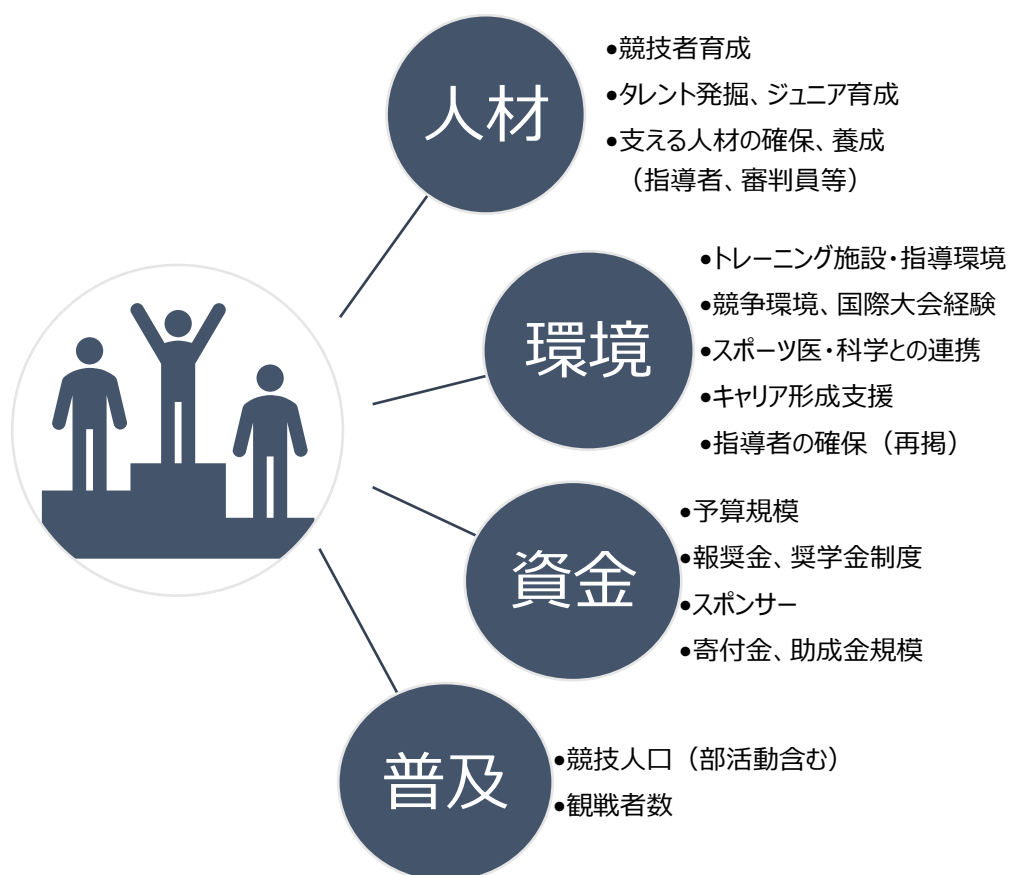 人材
•競技者育成
•タレント発掘、ジュニア育成
•支える人材の確保、養成
（指導者、審判員等）
環境
•トレーニング施設・指導環境
•競争環境、国際大会経験
•スポーツ医・科学との連携
•キャリア形成支援
•指導者の確保（再掲）
資金
•予算規模
•報奨金、奨学金制度
•スポンサー
•寄付金、助成金規模
普及
•競技人口（部活動含む）
•観戦者数